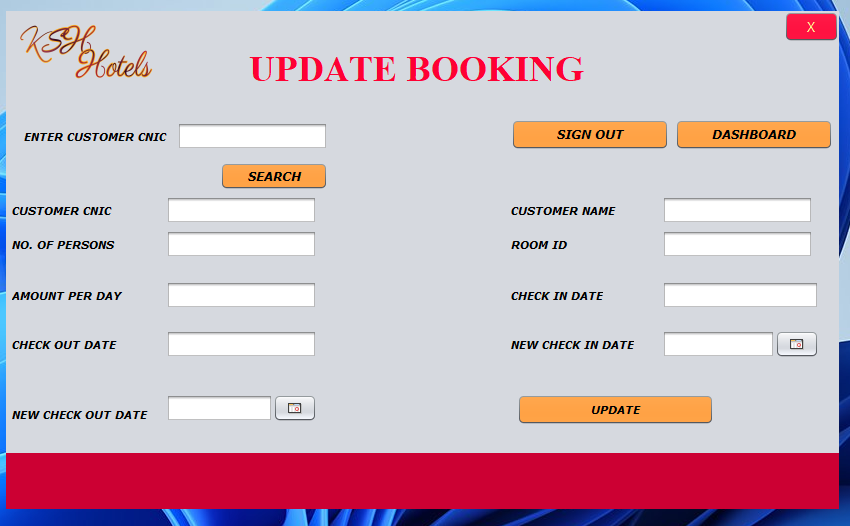 KSH
Hotels
X
UPDATE BOOKING
ENTER CUSTOMER CNIC
SIGN OUT
DASHBOARD
SEARCH
CUSTOMER CNIC
CUSTOMER NAME
NO. OF PERSONS
ROOM ID
AMOUNT PER DAY
CHECK IN DATE
CHECK OUT DATE
NEW CHECK IN DATE
NEW CHECK OUT DATE
UPDATE